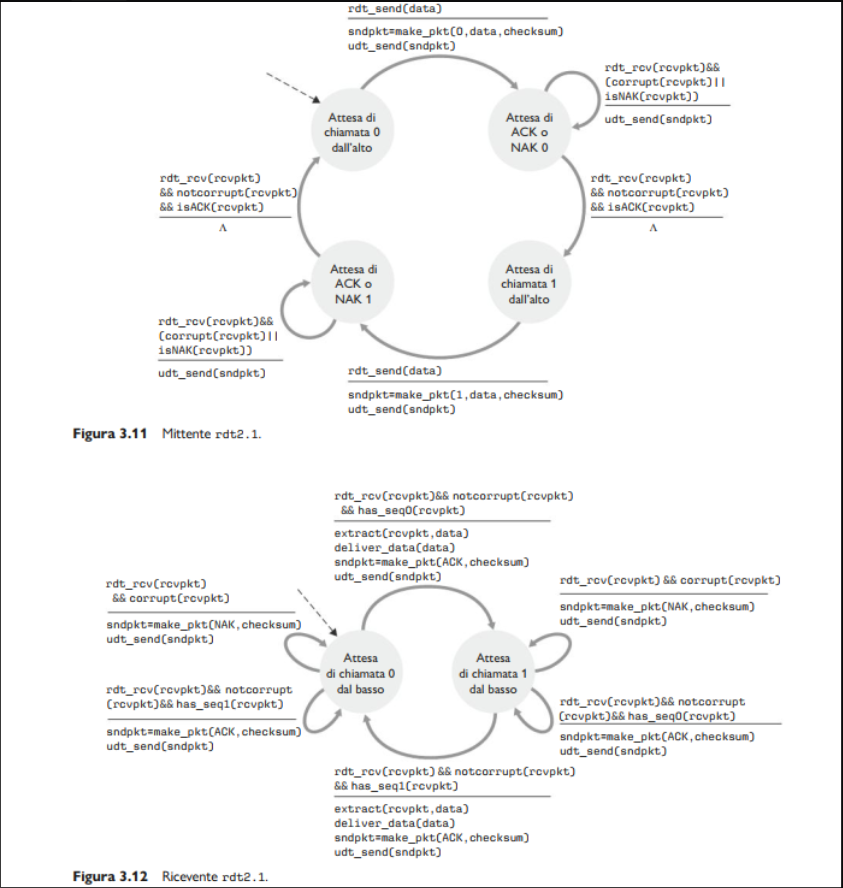 rdt_send(data)
sndpkt=make_pkt(0,data,checksum)
udt_send(sndpkt)
rdt_rcv(rcvpkt)&&
(corrupt(rcvpkt)||
isNAK(rcvpkt))
udt_send(sndpkt)
Attesa di
chiamata 0
dall'alto
Attesa di
ACK o
NAK 0
rdt_rcv(rcvpkt)
&& notcorrupt(rcvpkt)
&& isACK(rcvpkt)
Λ
rdt_rcv(rcvpkt)
&& notcorrupt(rcvpkt)
&& isACK(rcvpkt)
Λ
Attesa di
ACK o
NAK 1
Attesa di
chiamata 1
dall'alto
rdt_rcv(rcvpkt)&&
(corrupt(rcvpkt)||
isNAK(rcvpkt))
udt_send(sndpkt)
rdt_send(data)
sndpkt=make_pkt(1,data,checksum)
udt_send(sndpkt)
Figura 3.11 Mittente rdt2.1.
rdt_rcv(rcvpkt)&& notcorrupt(rcvpkt)
&& has_seq0(rcvpkt)
extract(rcvpkt,data)
deliver_data(data)
sndpkt=make_pkt(ACK,checksum)
udt_send(sndpkt)
rdt_rcv(rcvpkt)
&& corrupt(rcvpkt)
sndpkt=make_pkt(NAK,checksum)
udt_send(sndpkt)
rdt_rcv(rcvpkt) && corrupt(rcvpkt)
sndpkt=make_pkt(NAK,checksum)
udt_send(sndpkt)
Attesa
di chiamata 0
dal basso
Attesa
di chiamata 1
dal basso
rdt_rcv(rcvpkt)&& notcorrupt
(rcvpkt)&& has_seq1(rcvpkt)
sndpkt=make_pkt(ACK,checksum)
udt_send(sndpkt)
rdt_rcv(rcvpkt)&& notcorrupt
(rcvpkt)&& has_seq0(rcvpkt)
sndpkt=make_pkt(ACK,checksum)
udt_send(sndpkt)
rdt_rcv(rcvpkt) && notcorrupt(rcvpkt)
&& has_seq1(rcvpkt)
extract(rcvpkt,data)
deliver_data(data)
sndpkt=make_pkt(ACK,checksum)
udt_send(sndpkt)
Figura 3.12 Ricevente rdt2.1.